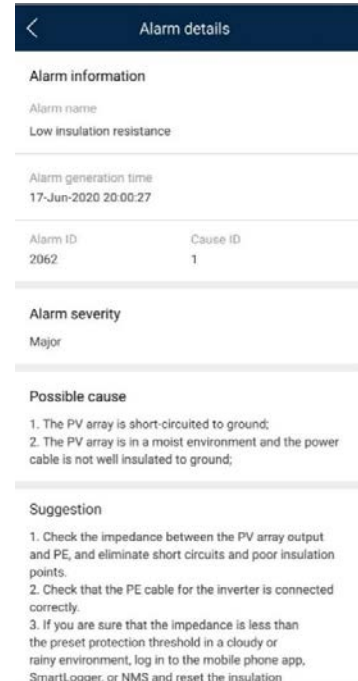 Alarm details
Alarm information
Alarm name
Low insulation resistance
Alarm generation time
17-Jun-2020 20:00:27
Alarm ID Cause ID
2062 1
Alarm severity
Major
Possible cause
1. The PV array is short-circuited to ground;
2. The PV array is in a moist environment and the power
cable is not well insulated to ground;
Suggestion
1. Check the impedance between the PV array output
and PE, and eliminate short circuits and poor insulation
points.
2. Check that the PE cable for the inverter is connected
correctly.
3. If you are sure that the impedance is less than
the preset protection threshold in a cloudy or
rainy environment, log in to the mobile phone app,
SmartLogger, or NMS and reset the insulation